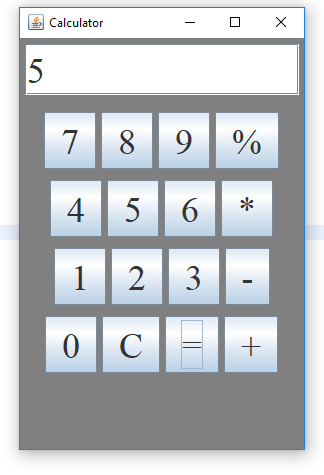 Calculator
5
7 8 9 %
4 5 6 *
1 2 3 -
0 C = +